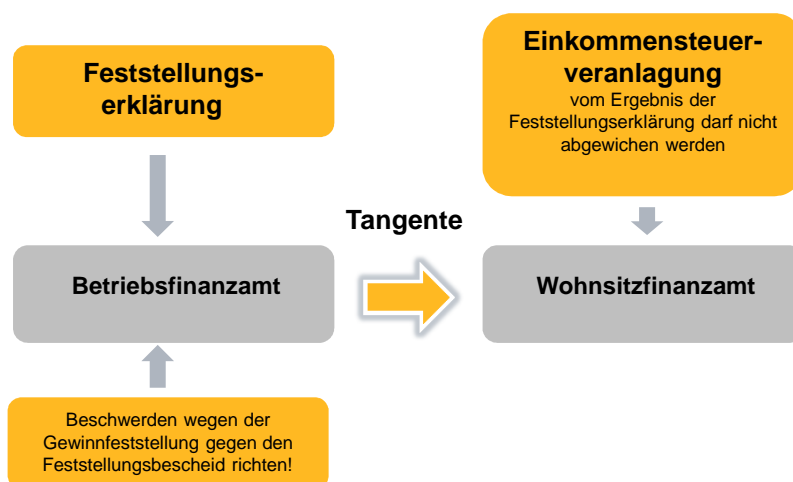 Feststellungs-
erklärung
Einkommensteuer-
veranlagung
vom Ergebnis der
Feststellungserklärung darf nicht
abgewichen werden
Tangente
Betriebsfinanzamt
Wohnsitzfinanzamt
Beschwerden wegen der
Gewinnfeststellung gegen den
Feststellungsbescheid richten!